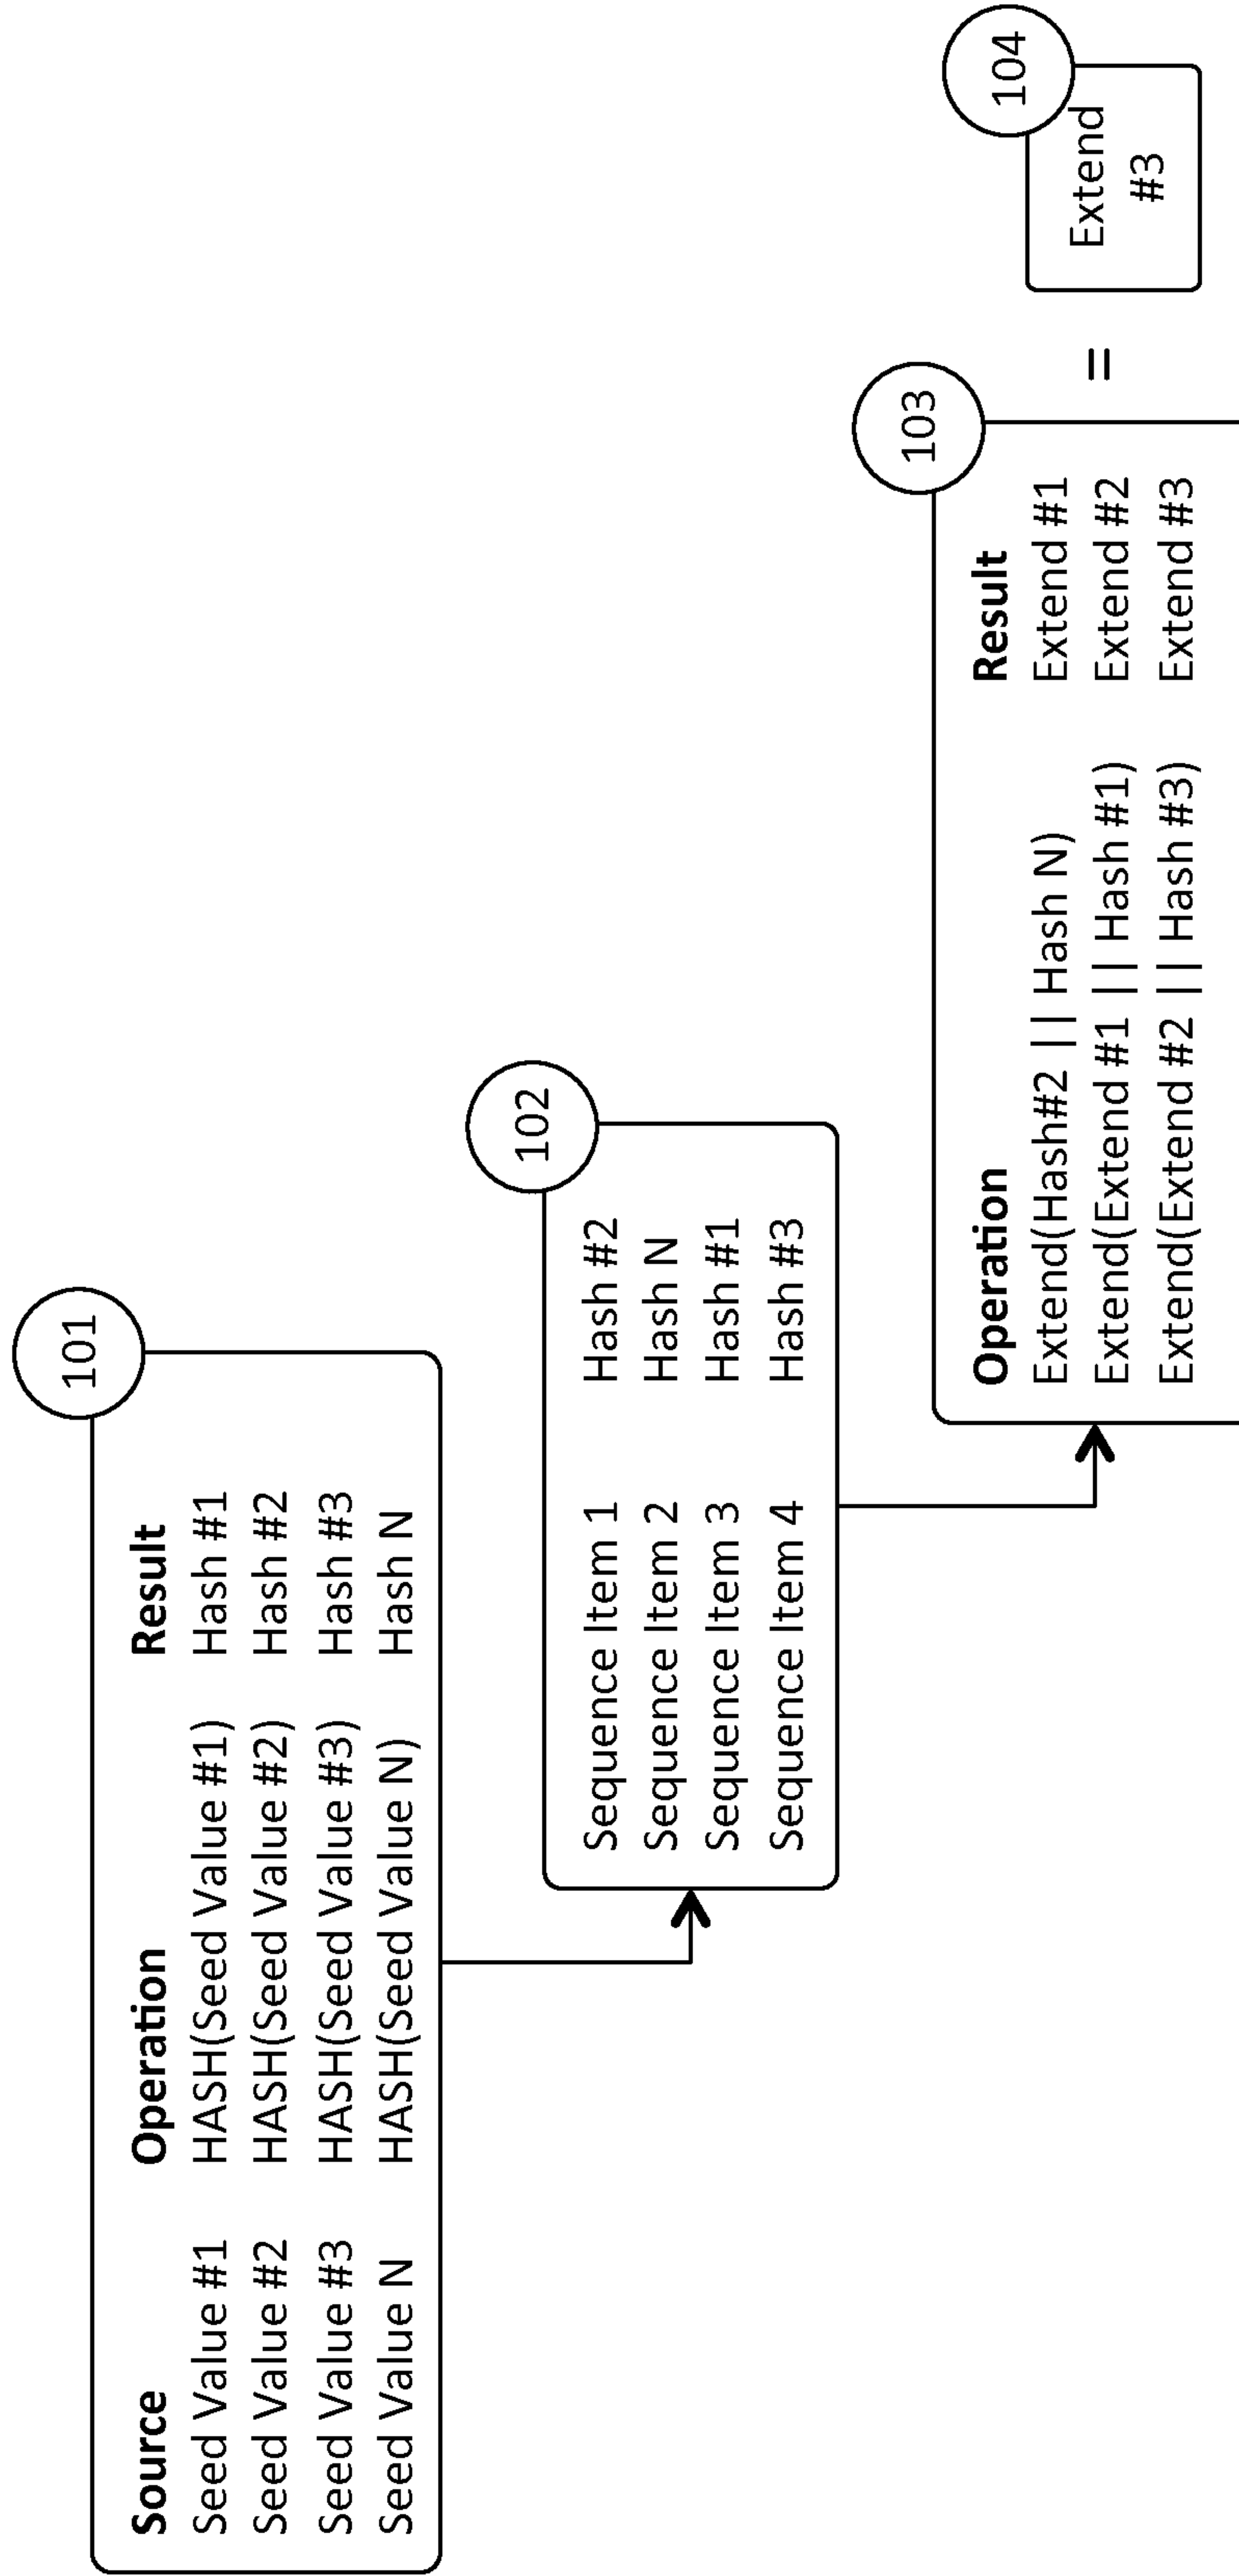 101
Source Operation Result
Seed Value #1 HASH(Seed Value #1) Hash #1
Seed Value #2 HASH(Seed Value #2) Hash #2
Seed Value #3 HASH(Seed Value #3) Hash #3
Seed Value N HASH(Seed Value N) Hash N
102
Sequence Item 1 Hash #2
Sequence Item 2 Hash N
Sequence Item 3 Hash #1
Sequence Item 4 Hash #3
103
Operation Result
Extend(Hash#2 || Hash N) Extend #1
Extend(Extend #1 || Hash #1) Extend #2
Extend(Extend #2 || Hash #3) Extend #3
=
104
Extend
#3